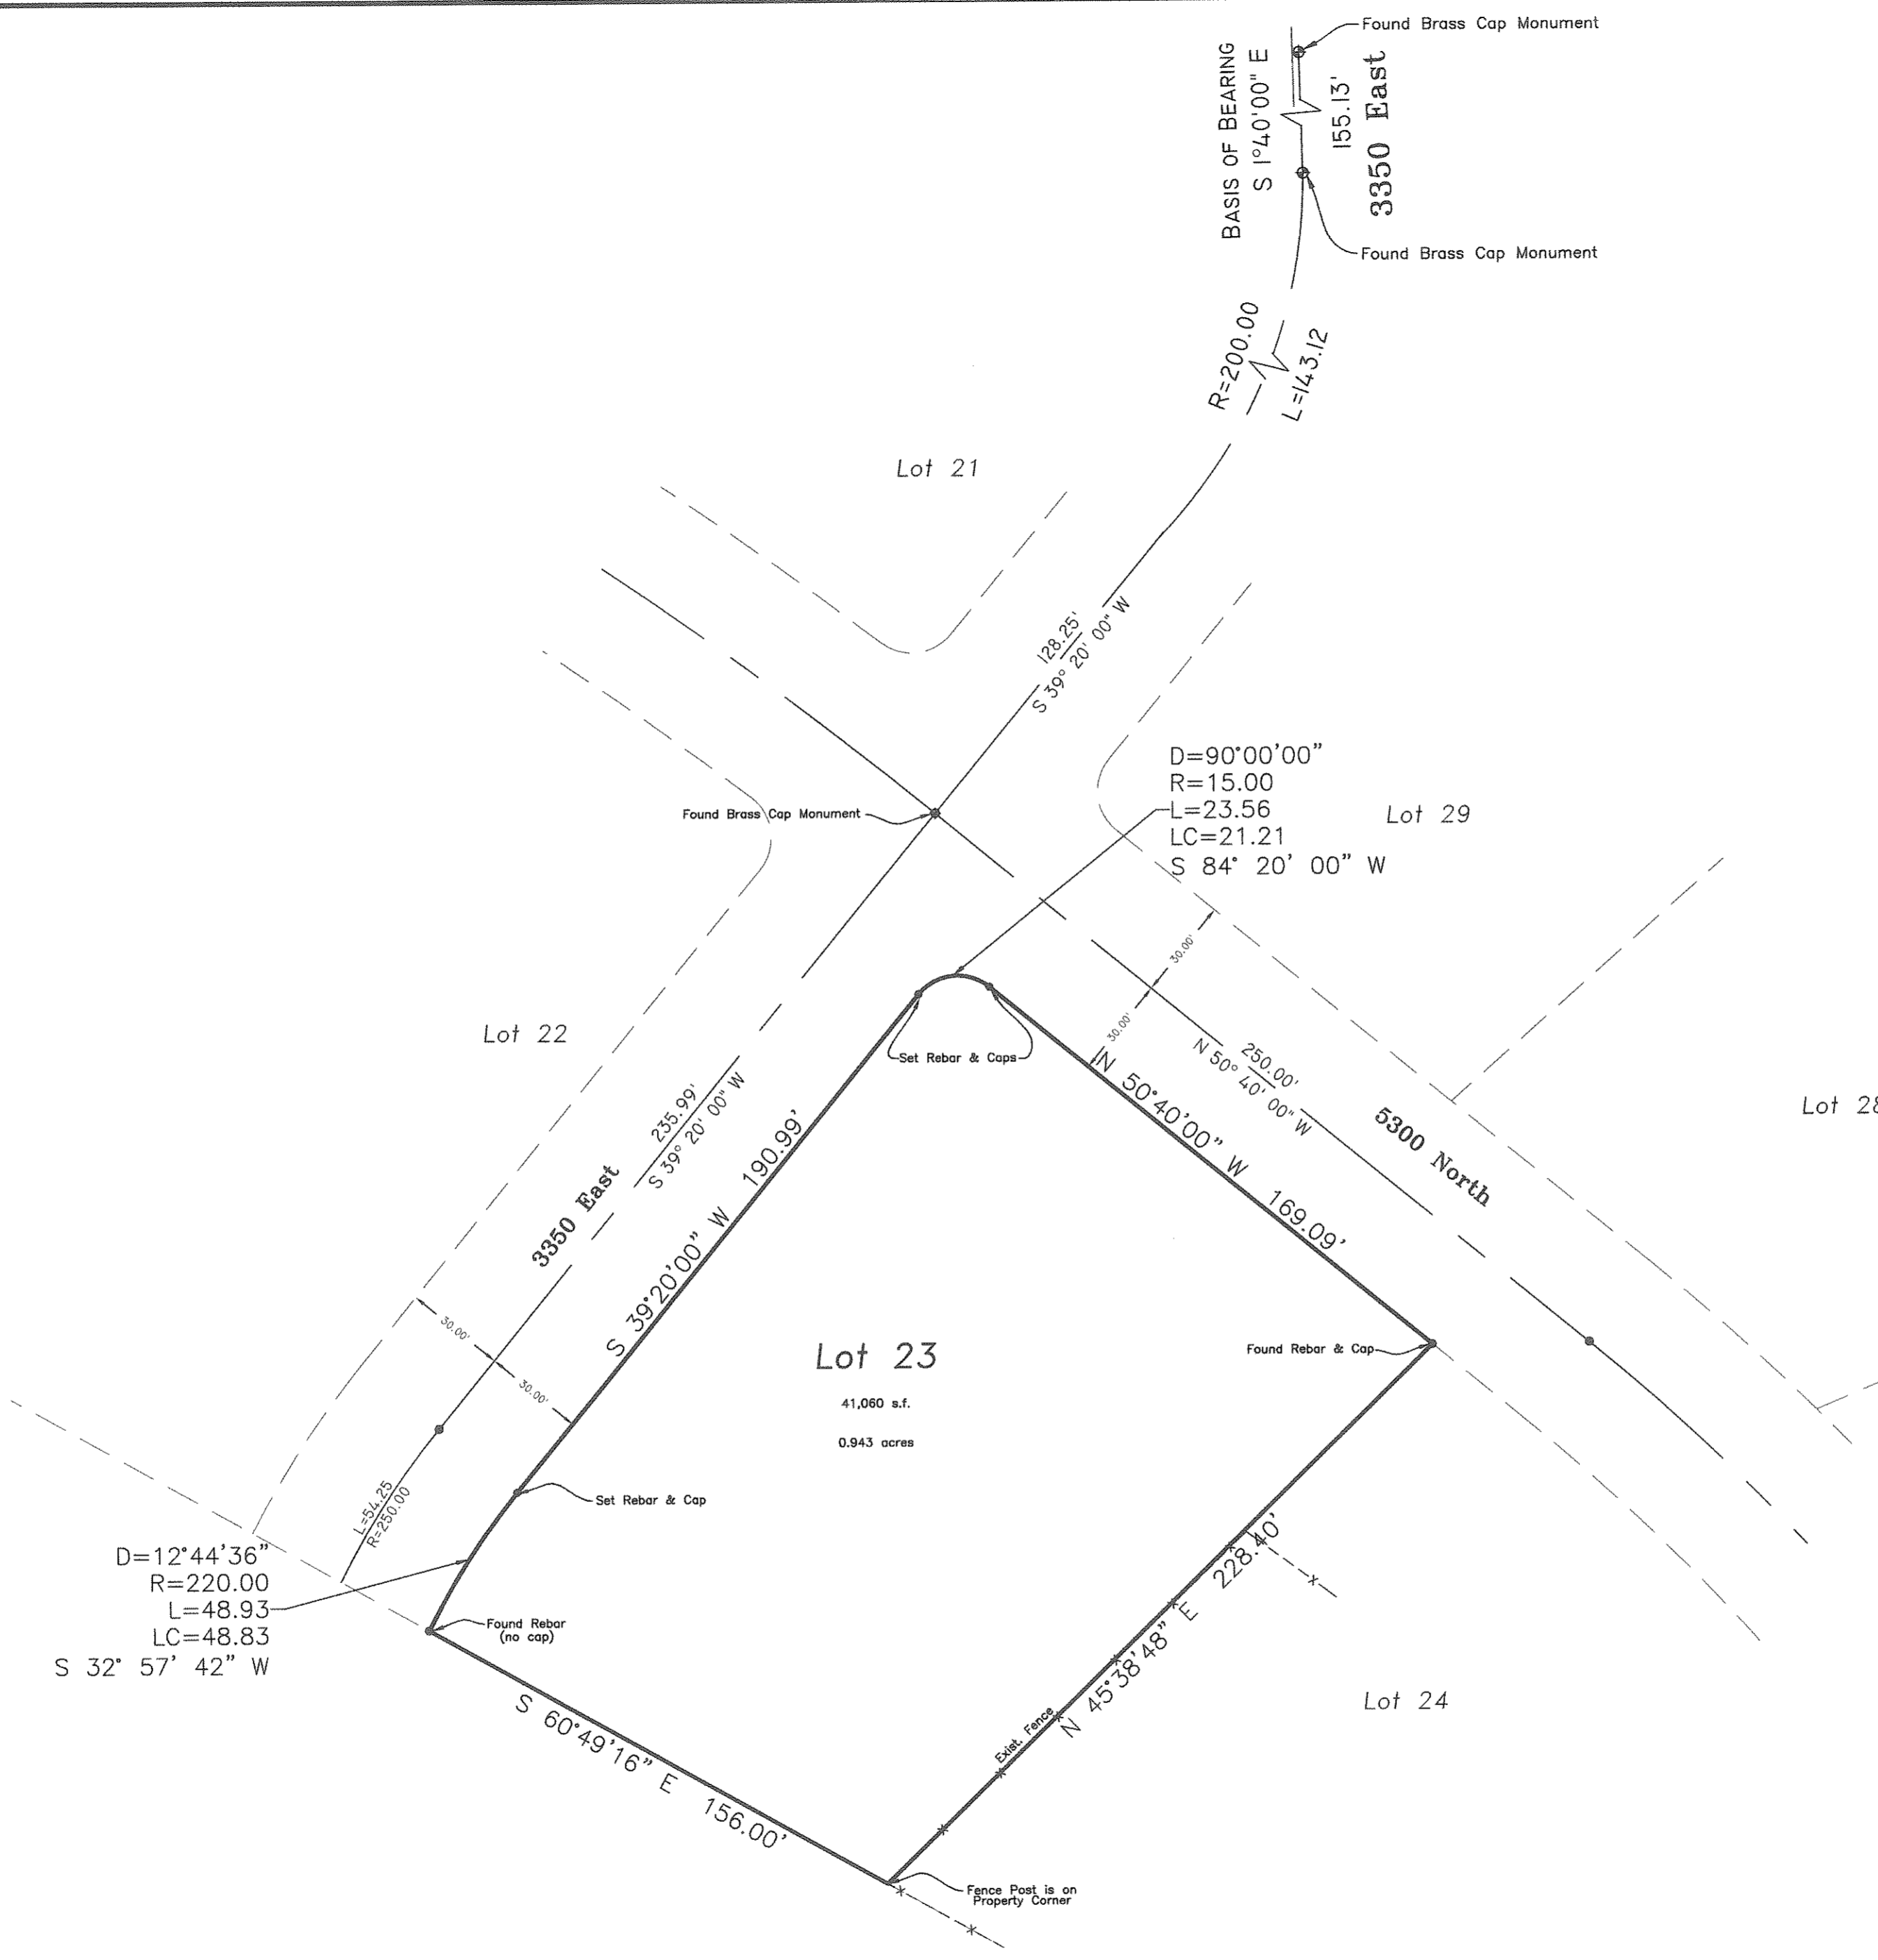 Found Brass Cap Monument
BASIS OF BEARING
S 1°40'00" E
155.13'
3350 East
Found Brass Cap Monument
R=200.00
L=143.12
Lot 21
128.25'
S 39° 20' 00" W
D=90°00'00"
R=15.00
L=23.56
LC=21.21
S 84° 20' 00" W
Found Brass Cap Monument
Lot 29
30.00'
30.00'
Lot 22
Set Rebar & Caps
N 50°40'00" W 169.09'
250.00'
N 50° 40' 00" W
5300 North
Lot 28
235.99'
S 39° 20' 00" W
3350 East
S 39°20'00" W 190.99'
30.00'
30.00'
Lot 23
41,060 s.f.
0.943 acres
Found Rebar & Cap
Set Rebar & Cap
L=54.25
R=250.00
D=12°44'36"
R=220.00
L=48.93
LC=48.83
S 32° 57' 42" W
Found Rebar
(no cap)
S 60°49'16" E 156.00'
Exist. Fence
N 45°38'48" E 228.40'
Lot 24
Fence Post is on
Property Corner